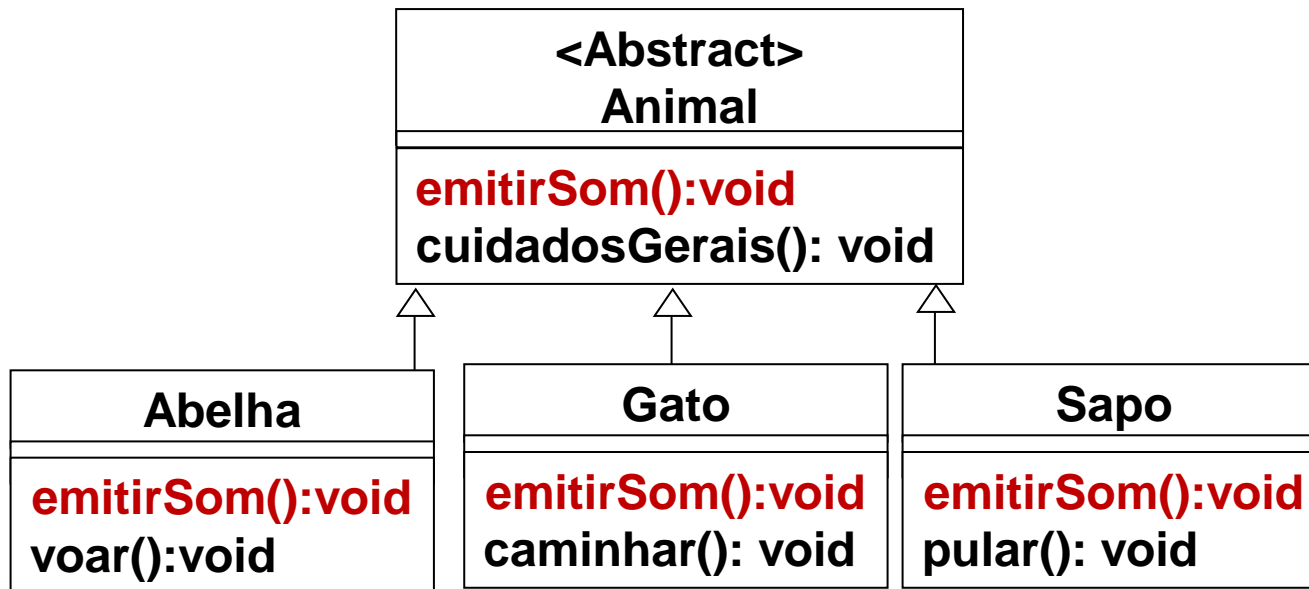 <Abstract>
Animal
emitirSom():void
cuidadosGerais(): void
Abelha
emitirSom():void
voar():void
Gato
emitirSom():void
caminhar(): void
Sapo
emitirSom():void
pular(): void